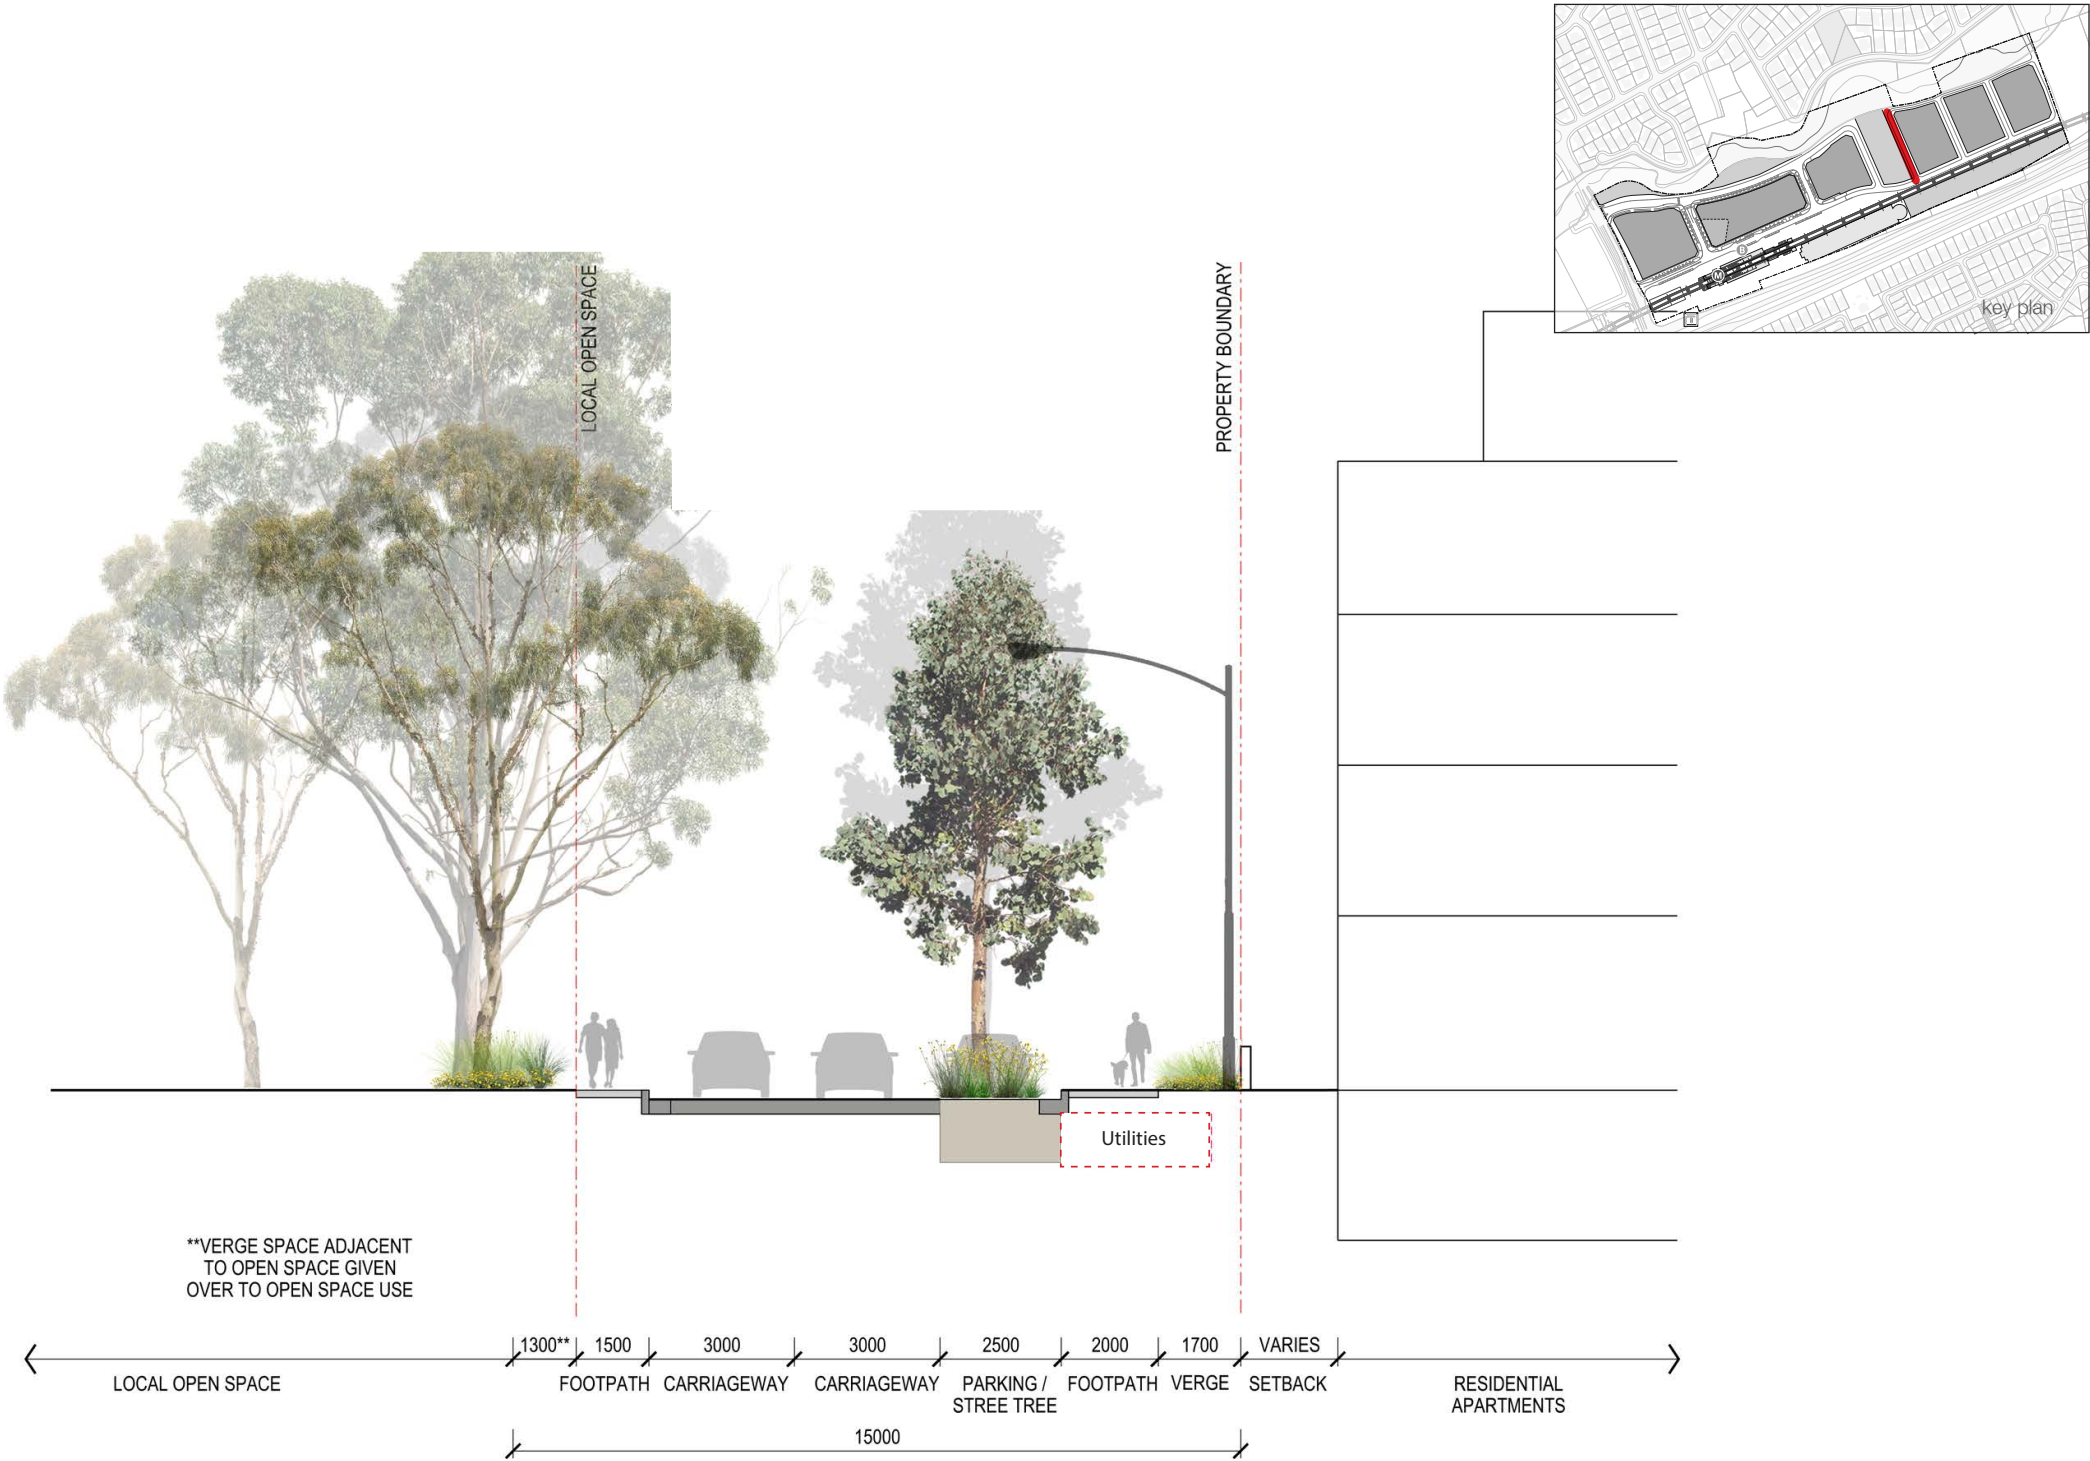 key plan
M
B
T
LOCAL OPEN SPACE
PROPERTY BOUNDARY
Utilities
**VERGE SPACE ADJACENT
TO OPEN SPACE GIVEN
OVER TO OPEN SPACE USE
1300** 1500 3000 3000 2500 2000 1700 VARIES
LOCAL OPEN SPACE FOOTPATH CARRIAGEWAY CARRIAGEWAY PARKING / FOOTPATH VERGE SETBACK RESIDENTIAL
STREE TREE APARTMENTS
15000